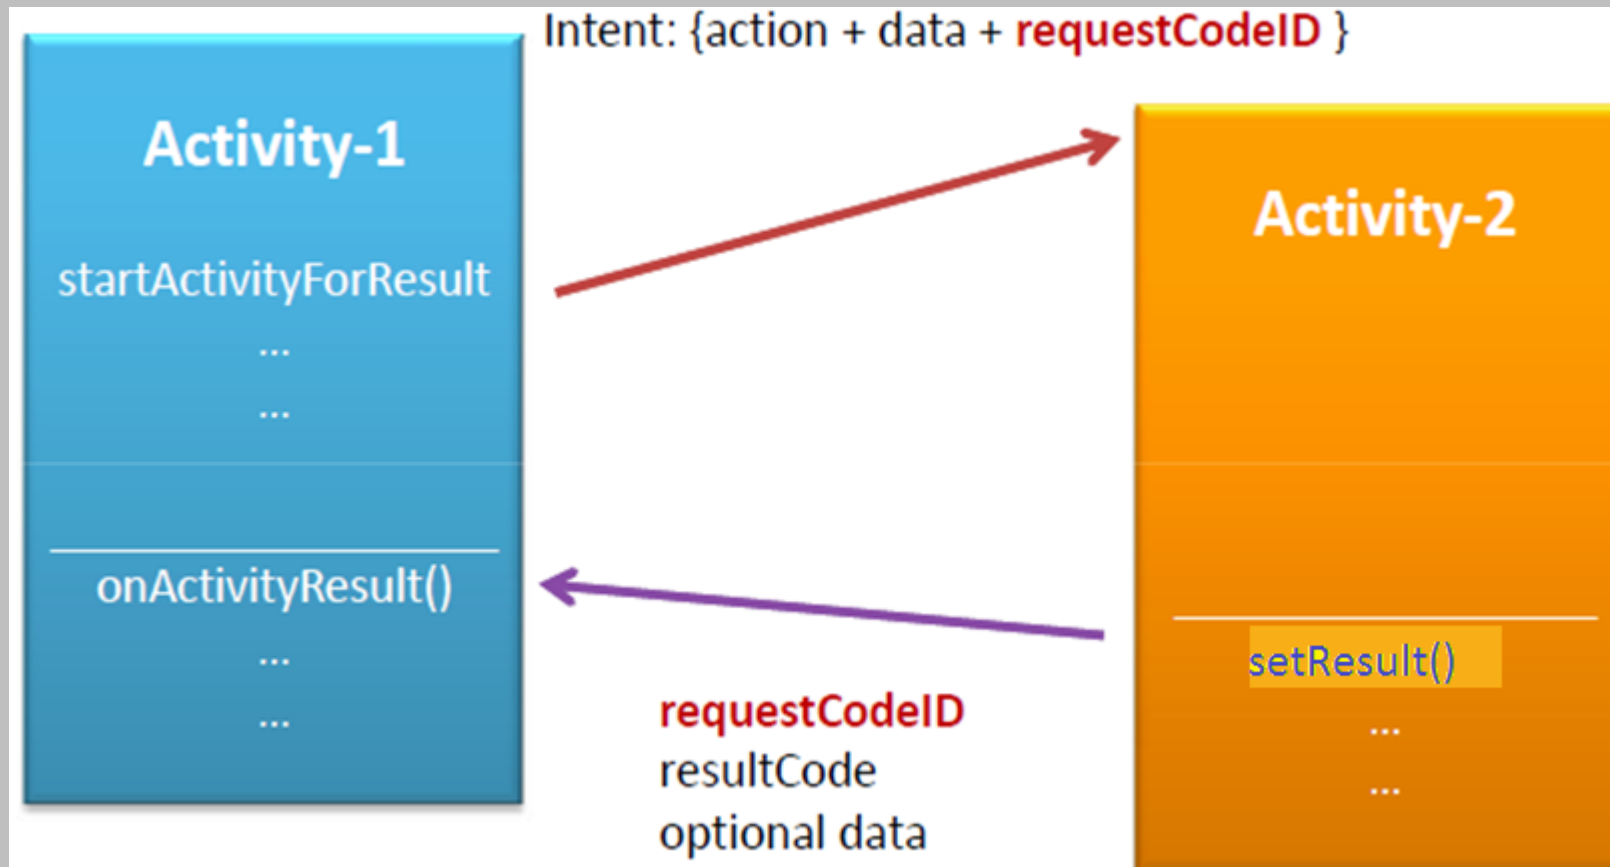 Intent: {action + data + requestCodeID }
Activity-1
startActivityForResult
...
...
onActivityResult()
...
...
Activity-2
setResult()
...
...
requestCodeID
resultCode
optional data